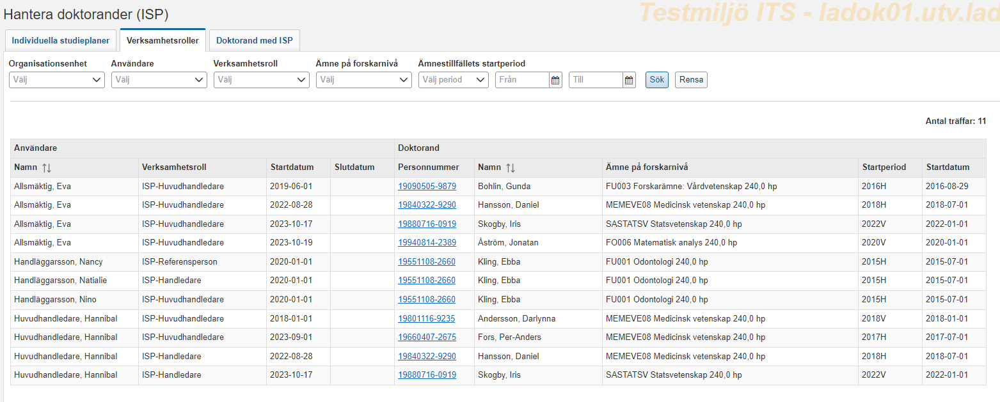 Testmiljö ITS - ladok01.utv.lad
Hantera doktorander (ISP)
Individuella studieplaner Verksamhetsroller Doktorand med ISP
Organisationsenhet Användare Verksamhetsroll Ämne på forskarnivå Ämnestillfällets startperiod
Välj Välj Välj Välj Välj period Från Till Sök Rensa
Antal träffar: 11
Användare Doktorand
Namn Verksamhetsroll Startdatum Slutdatum Personnummer Namn Ämne på forskarnivå Startperiod Startdatum
Allsmäktig, Eva ISP-Huvudhandledare 2019-06-01 19090505-9879 Bohlin, Gunda FU003 Forskarämne: Vårdvetenskap 240,0 hp 2016H 2016-08-29
Allsmäktig, Eva ISP-Huvudhandledare 2022-08-28 19840322-9290 Hansson, Daniel MEMEVE08 Medicinsk vetenskap 240,0 hp 2018H 2018-07-01
Allsmäktig, Eva ISP-Huvudhandledare 2023-10-17 19880716-0919 Skogby, Iris SASTATSV Statsvetenskap 240,0 hp 2022V 2022-01-01
Allsmäktig, Eva ISP-Huvudhandledare 2023-10-19 19940814-2389 Åström, Jonatan FO006 Matematisk analys 240,0 hp 2020V 2020-01-01
Handläggarsson, Nancy ISP-Referensperson 2020-01-01 19551108-2660 Kling, Ebba FU001 Odontologi 240,0 hp 2015H 2015-07-01
Handläggarsson, Natialie ISP-Handledare 2020-01-01 19551108-2660 Kling, Ebba FU001 Odontologi 240,0 hp 2015H 2015-07-01
Handläggarsson, Nino ISP-Huvudhandledare 2020-01-01 19551108-2660 Kling, Ebba FU001 Odontologi 240,0 hp 2015H 2015-07-01
Huvudhandledare, Hannibal ISP-Huvudhandledare 2018-01-01 19801116-9235 Andersson, Darlynna MEMEVE08 Medicinsk vetenskap 240,0 hp 2018V 2018-01-01
Huvudhandledare, Hannibal ISP-Huvudhandledare 2023-09-01 19660407-2675 Fors, Per-Anders MEMEVE08 Medicinsk vetenskap 240,0 hp 2017H 2017-07-01
Huvudhandledare, Hannibal ISP-Handledare 2022-08-28 19840322-9290 Hansson, Daniel MEMEVE08 Medicinsk vetenskap 240,0 hp 2018H 2018-07-01
Huvudhandledare, Hannibal ISP-Handledare 2023-10-17 19880716-0919 Skogby, Iris SASTATSV Statsvetenskap 240,0 hp 2022V 2022-01-01